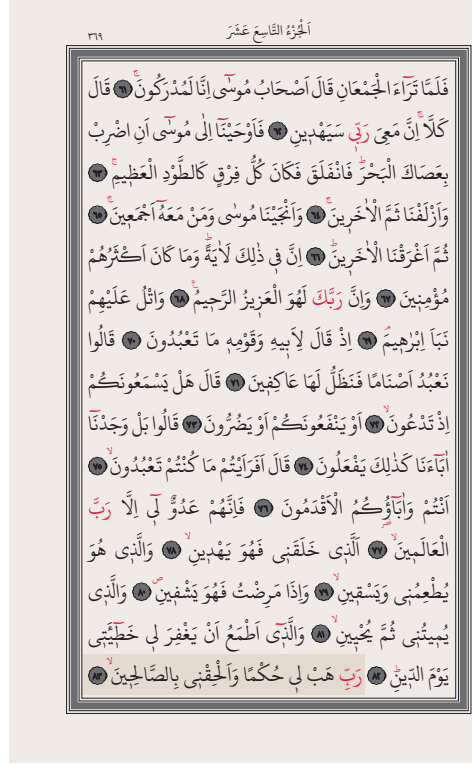 اَلْجُزْءُ التَّاسِعَ عَشَرَ
٣٦٩
فَلَمَّا تَرَٓاءَ الْجَمْعَانِ قَالَ اَصْحَابُ مُوسٰٓى اِنَّا لَمُدْرَكُونَۚ ﴿٦١﴾ قَالَ
كَلَّاۚ اِنَّ مَعِيَ رَبّ۪ي سَيَهْد۪ينِ ﴿٦٢﴾ فَاَوْحَيْنَٓا اِلٰى مُوسٰٓى اَنِ اضْرِبْ
بِعَصَاكَ الْبَحْرَۜ فَانْفَلَقَ فَكَانَ كُلُّ فِرْقٍ كَالطَّوْدِ الْعَظ۪يمِۚ ﴿٦٣﴾
وَاَزْلَفْنَا ثَمَّ الْاٰخَر۪ينَۚ ﴿٦٤﴾ وَاَنْجَيْنَا مُوسٰى وَمَنْ مَعَهُٓ اَجْمَع۪ينَۚ ﴿٦٥﴾
ثُمَّ اَغْرَقْنَا الْاٰخَر۪ينَۜ ﴿٦٦﴾ اِنَّ ف۪ي ذٰلِكَ لَاٰيَةًۜ وَمَا كَانَ اَكْثَرُهُمْ
مُؤْمِن۪ينَ ﴿٦٧﴾ وَاِنَّ رَبَّكَ لَهُوَ الْعَز۪يزُ الرَّح۪يمُ۟ ﴿٦٨﴾ وَاتْلُ عَلَيْهِمْ
نَبَاَ اِبْرٰه۪يمَۢ ﴿٦٩﴾ اِذْ قَالَ لِاَب۪يهِ وَقَوْمِه۪ مَا تَعْبُدُونَ ﴿٧٠﴾ قَالُوا
نَعْبُدُ اَصْنَامًا فَنَظَلُّ لَهَا عَاكِف۪ينَ ﴿٧١﴾ قَالَ هَلْ يَسْمَعُونَكُمْ
اِذْ تَدْعُونَۙ ﴿٧٢﴾ اَوْ يَنْفَعُونَكُمْ اَوْ يَضُرُّونَ ﴿٧٣﴾ قَالُوا بَلْ وَجَدْنَٓا
اٰبَٓاءَنَا كَذٰلِكَ يَفْعَلُونَ ﴿٧٤﴾ قَالَ اَفَرَاَيْتُمْ مَا كُنْتُمْ تَعْبُدُونَۙ ﴿٧٥﴾
اَنْتُمْ وَاٰبَٓاؤُ۬كُمُ الْاَقْدَمُونَ ﴿٧٦﴾ فَاِنَّهُمْ عَدُوٌّ ل۪ٓي اِلَّا رَبَّ
الْعَالَم۪ينَۙ ﴿٧٧﴾ اَلَّذ۪ي خَلَقَن۪ي فَهُوَ يَهْد۪ينِۙ ﴿٧٨﴾ وَالَّذ۪ي هُوَ
يُطْعِمُن۪ي وَيَسْق۪ينِۙ ﴿٧٩﴾ وَاِذَا مَرِضْتُ فَهُوَ يَشْف۪ينِۖ ﴿٨٠﴾ وَالَّذ۪ي
يُم۪يتُن۪ي ثُمَّ يُحْي۪ينِۙ ﴿٨١﴾ وَالَّذ۪ٓي اَطْمَعُ اَنْ يَغْفِرَ ل۪ي خَط۪ٓيـَٔت۪ي
يَوْمَ الدّ۪ينِۜ ﴿٨٢﴾ رَبِّ هَبْ ل۪ي حُكْمًا وَاَلْحِقْن۪ي بِالصَّالِح۪ينَۙ ﴿٨٣﴾